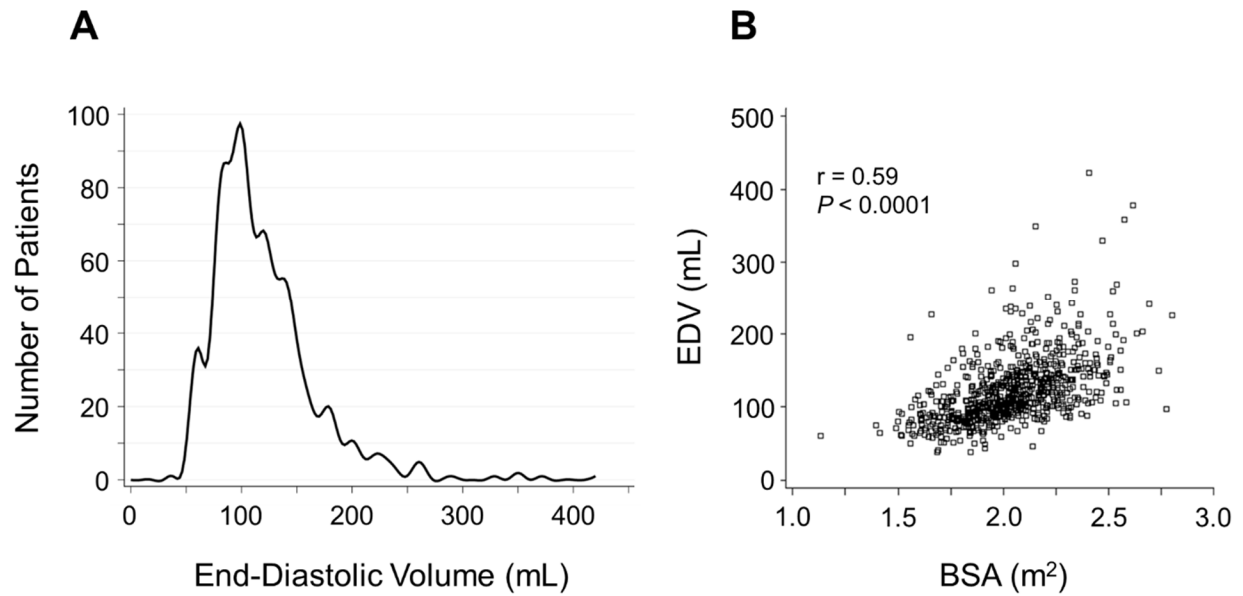 A
Number of Patients
100
80
60
40
20
0
0 100 200 300 400
End-Diastolic Volume (mL)
B
EDV (mL)
500
400
300
200
100
0
r = 0.59
P < 0.0001
1.0 1.5 2.0 2.5 3.0
BSA (m²)